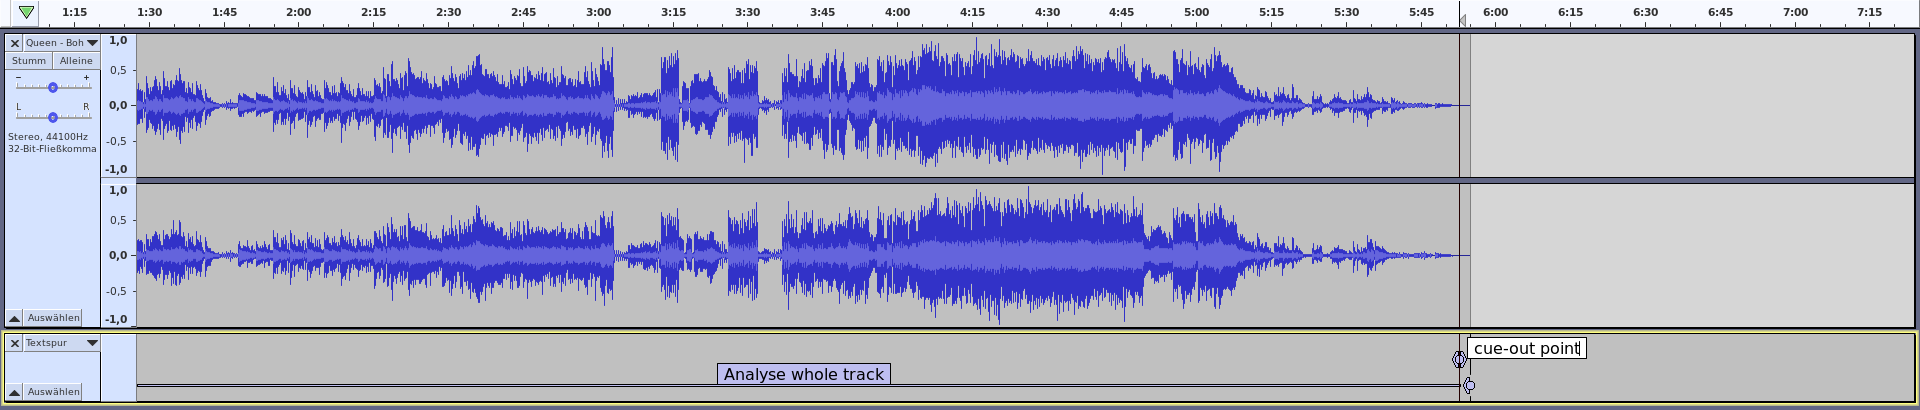 1:15 1:30 1:45 2:00 2:15 2:30 2:45 3:00 3:15 3:30 3:45 4:00 4:15 4:30 4:45 5:00 5:15 5:30 5:45 6:00 6:15 6:30 6:45 7:00 7:15
Queen - Boh
Stumm Alleine
- +
L R
Stereo, 44100Hz
32-Bit-Fließkomma
Auswählen
1,0
0,5
0,0
-0,5
-1,0
1,0
0,5
0,0
-0,5
-1,0
Textspur
Auswählen
cue-out point
Analyse whole track